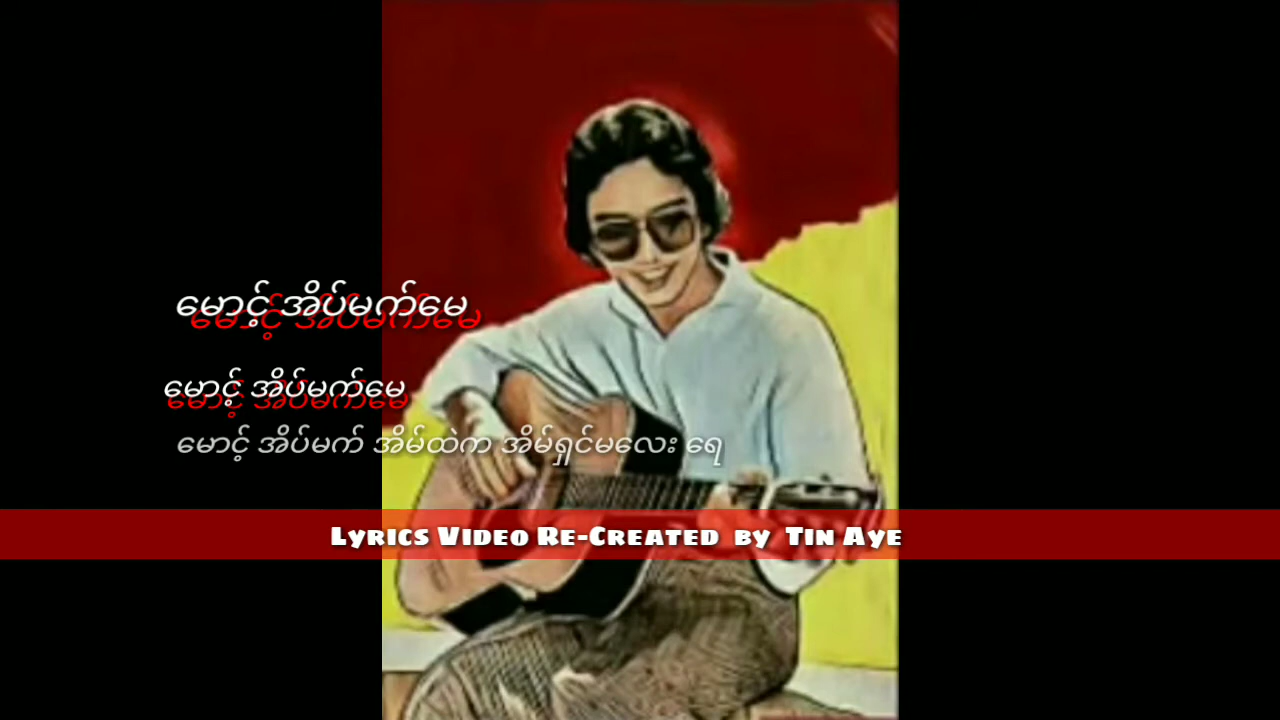 မောင့် အိပ်မက်မေ
မောင့် အိပ်မက်မေ
မောင့် အိပ်မက် အိမ်ထဲက အိမ်ရှင်မလေး ရေ
Lyrics Video Re-Created by Tin Aye